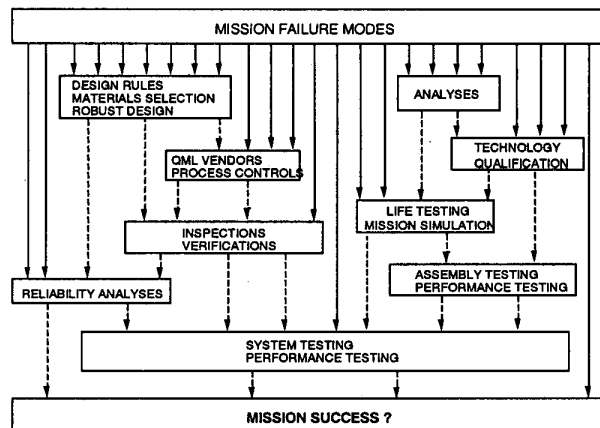 MISSION FAILURE MODES
DESIGN RULES
MATERIALS SELECTION
ROBUST DESIGN
ANALYSES
QML VENDORS
PROCESS CONTROLS
TECHNOLOGY
QUALIFICATION
LIFE TESTING
MISSION SIMULATION
INSPECTIONS
VERIFICATIONS
ASSEMBLY TESTING
PERFORMANCE TESTING
RELIABILITY ANALYSES
SYSTEM TESTING
PERFORMANCE TESTING
MISSION SUCCESS ?